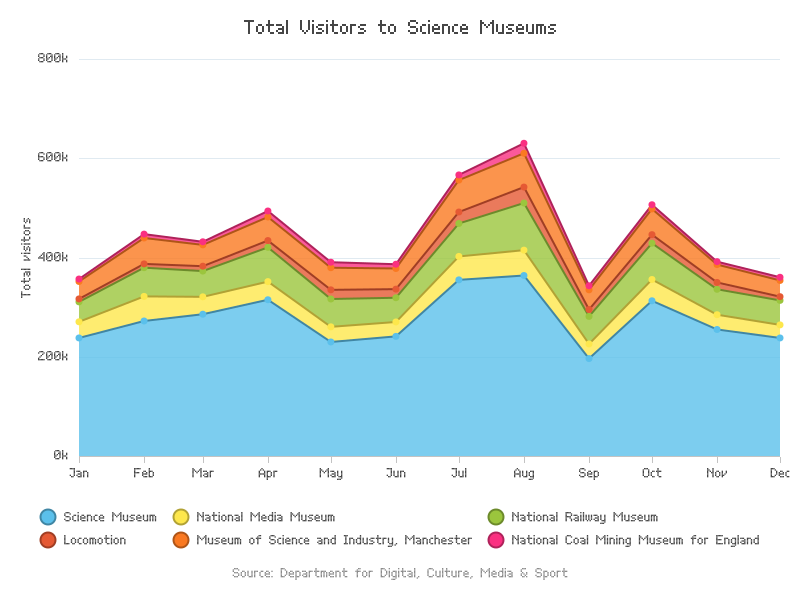 Total Visitors to Science Museums
800k
600k
400k
200k
0k
Total visitors
Jan Feb Mar Apr May Jun Jul Aug Sep Oct Nov Dec
Science Museum National Media Museum National Railway Museum
Locomotion Museum of Science and Industry, Manchester National Coal Mining Museum for England
Source: Department for Digital, Culture, Media & Sport